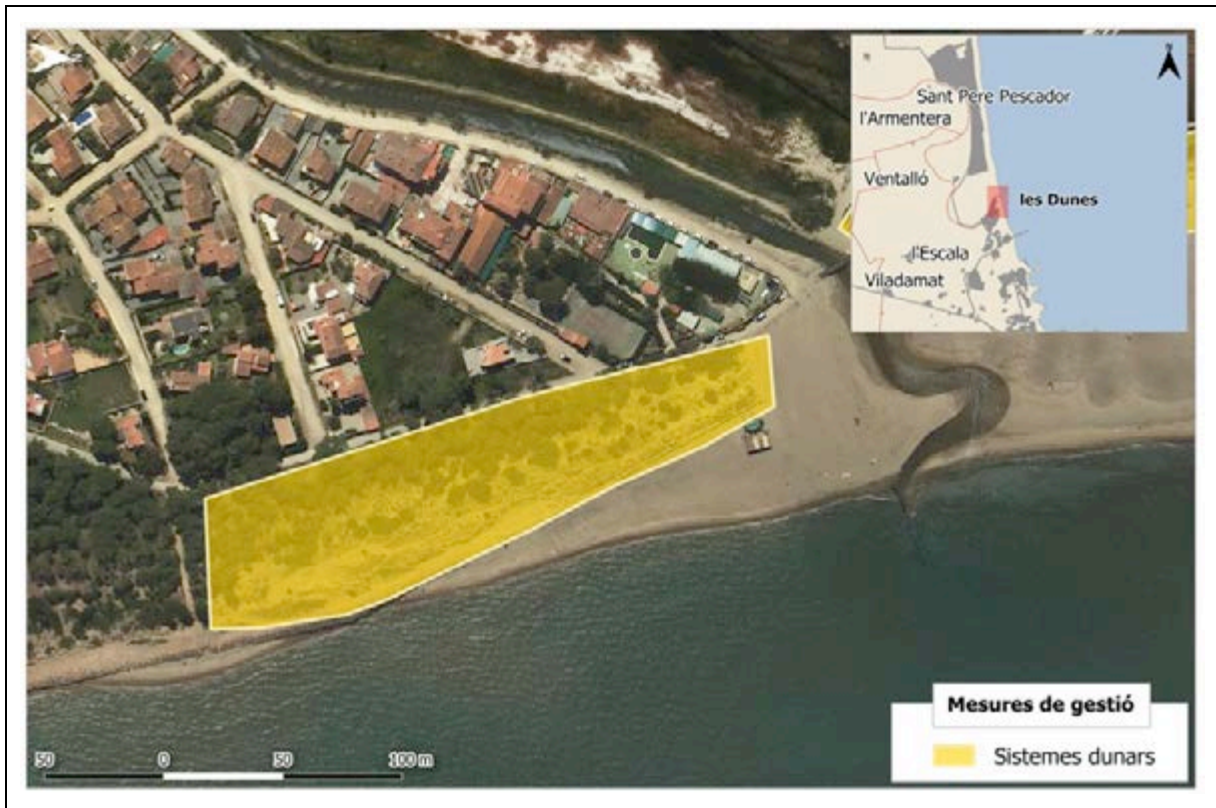 N
Sant Pere Pescador
l'Armentera
Ventalló
les Dunes
l'Escala
Viladamat
50 0 50 100 m
Mesures de gestió
Sistemes dunars